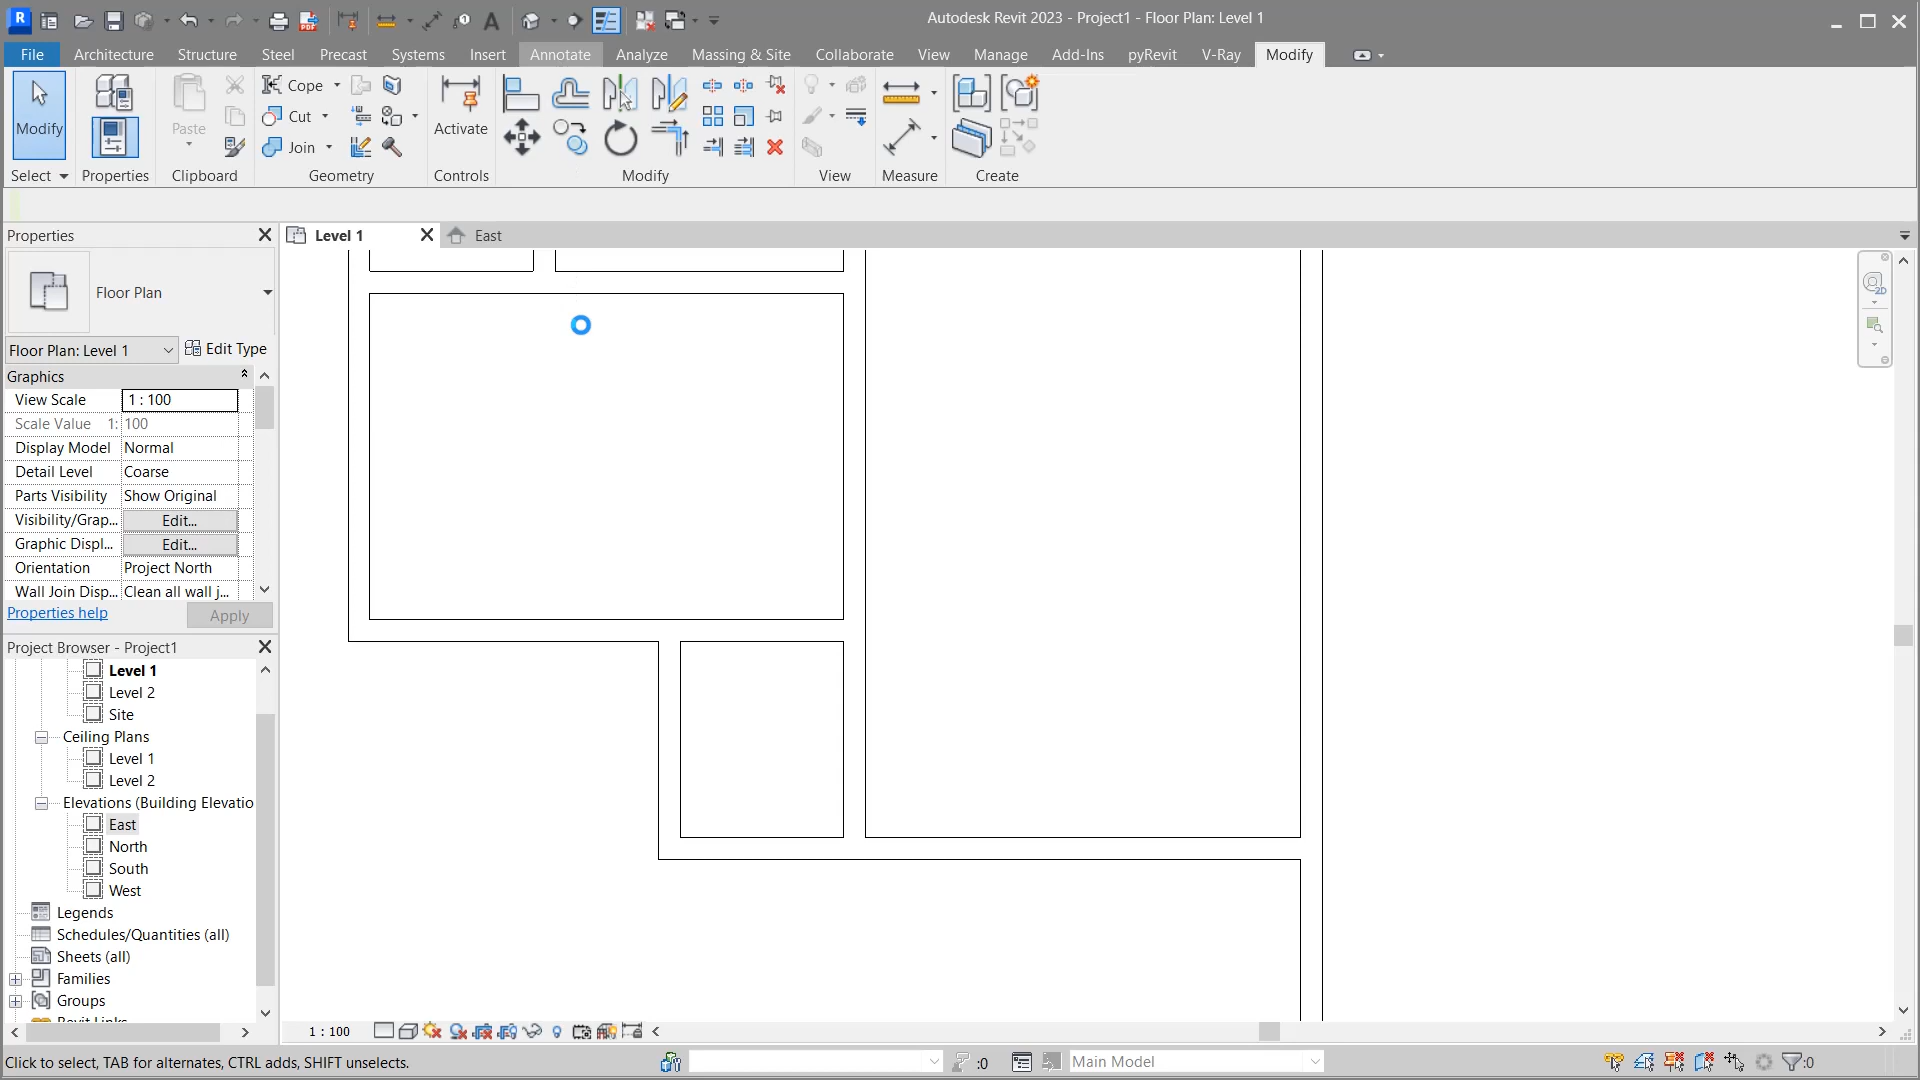 Autodesk Revit 2023 - Project1 - Floor Plan: Level 1
File Architecture Structure Steel Precast Systems Insert Annotate Analyze Massing & Site Collaborate View Manage Add-Ins pyRevit V-Ray Modify
Modify
Paste
Cope
Cut
Join
Activate
Select Properties Clipboard Geometry Controls Modify View Measure Create
Properties
Level 1
East
Floor Plan
Floor Plan: Level 1
Edit Type
Graphics
View Scale 1 : 100
Scale Value 1: 100
Display Model Normal
Detail Level Coarse
Parts Visibility Show Original
Visibility/Grap... Edit...
Graphic Displ... Edit...
Orientation Project North
Wall Join Disp... Clean all wall j...
Properties help
Apply
Project Browser - Project1
Level 1
Level 2
Site
Ceiling Plans
Level 1
Level 2
Elevations (Building Elevatio
East
North
South
West
Legends
Schedules/Quantities (all)
Sheets (all)
Families
Groups
Revit Links
2D
1 : 100
Click to select, TAB for alternates, CTRL adds, SHIFT unselects.
:0
Main Model
:0